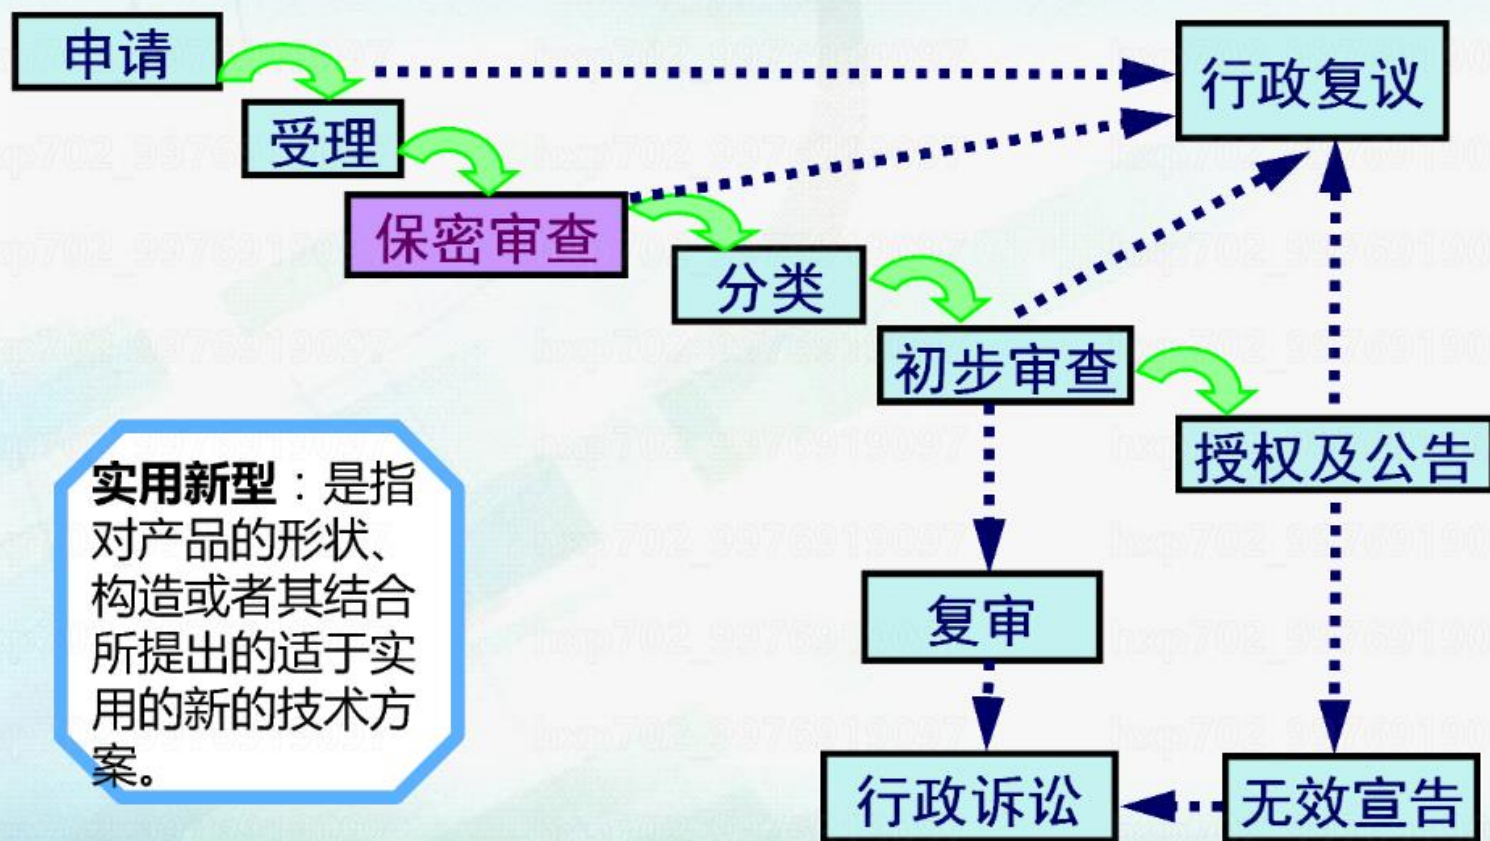 申请
行政复议
受理
保密审查
分类
初步审查
授权及公告
实用新型：是指
对产品的形状、
构造或者其结合
所提出的适于实
用的新的技术方
案。
复审
行政诉讼
无效宣告
hxp702_9976919097